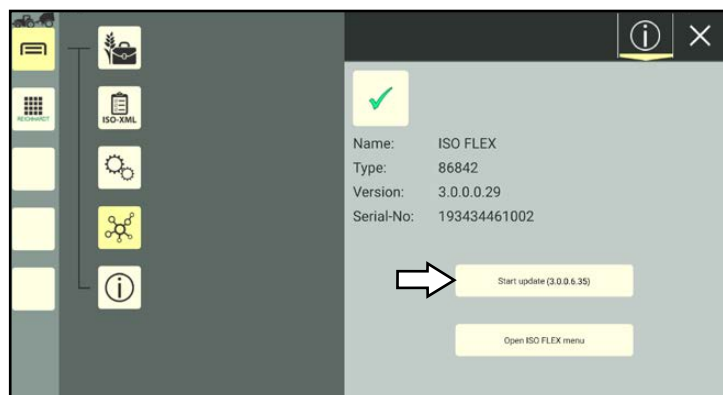 REICHHARDT
ISO-XML
Name: ISO FLEX
Type: 86842
Version: 3.0.0.0.29
Serial-No: 193434461002
Start update (3.0.0.6.35)
Open ISO FLEX menu